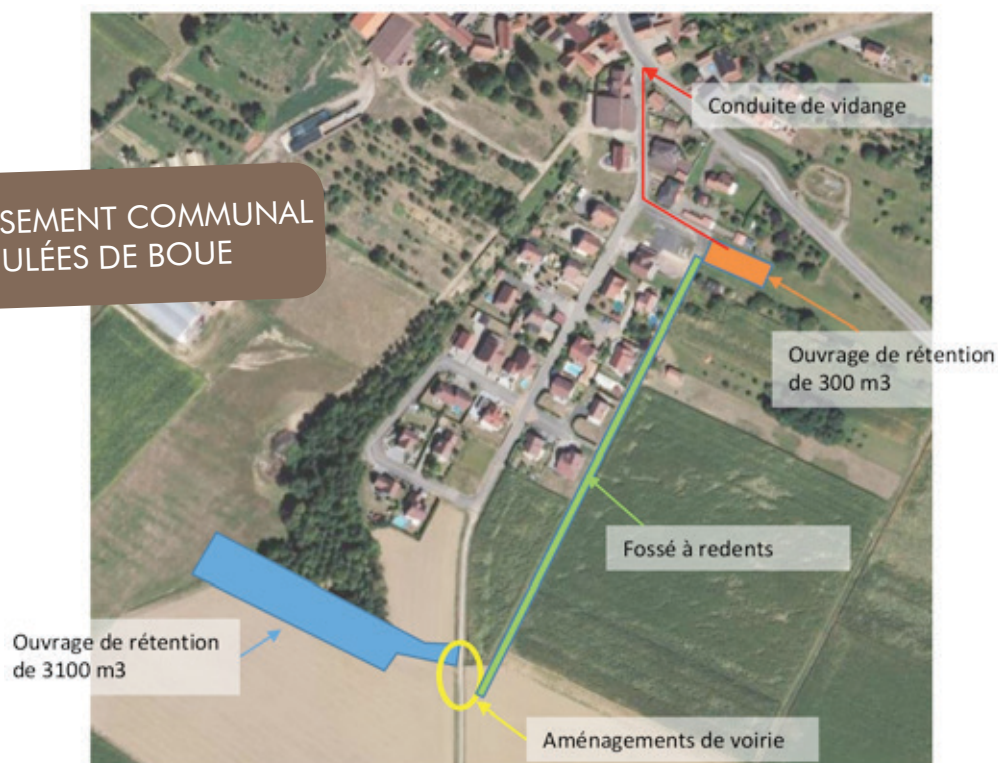 SEMENT COMMUNAL
ULÉES DE BOUE
Conduite de vidange
Ouvrage de rétention
de 300 m3
Fossé à redents
Ouvrage de rétention
de 3100 m3
Aménagements de voirie